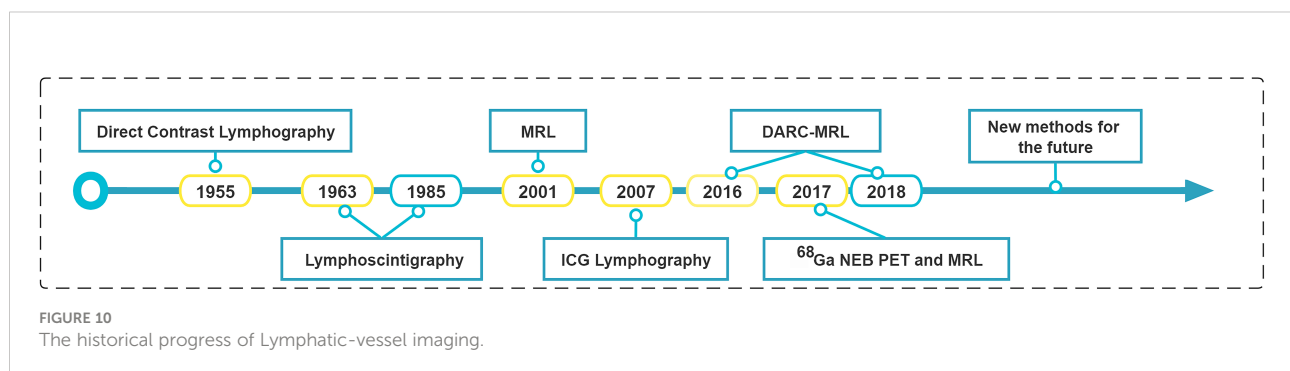 Direct Contrast Lymphography
MRL
DARC-MRL
New methods for
the future
1955
1963
1985
2001
2007
2016
2017
2018
Lymphoscintigraphy
ICG Lymphography
68Ga NEB PET and MRL
FIGURE 10
The historical progress of Lymphatic-vessel imaging.